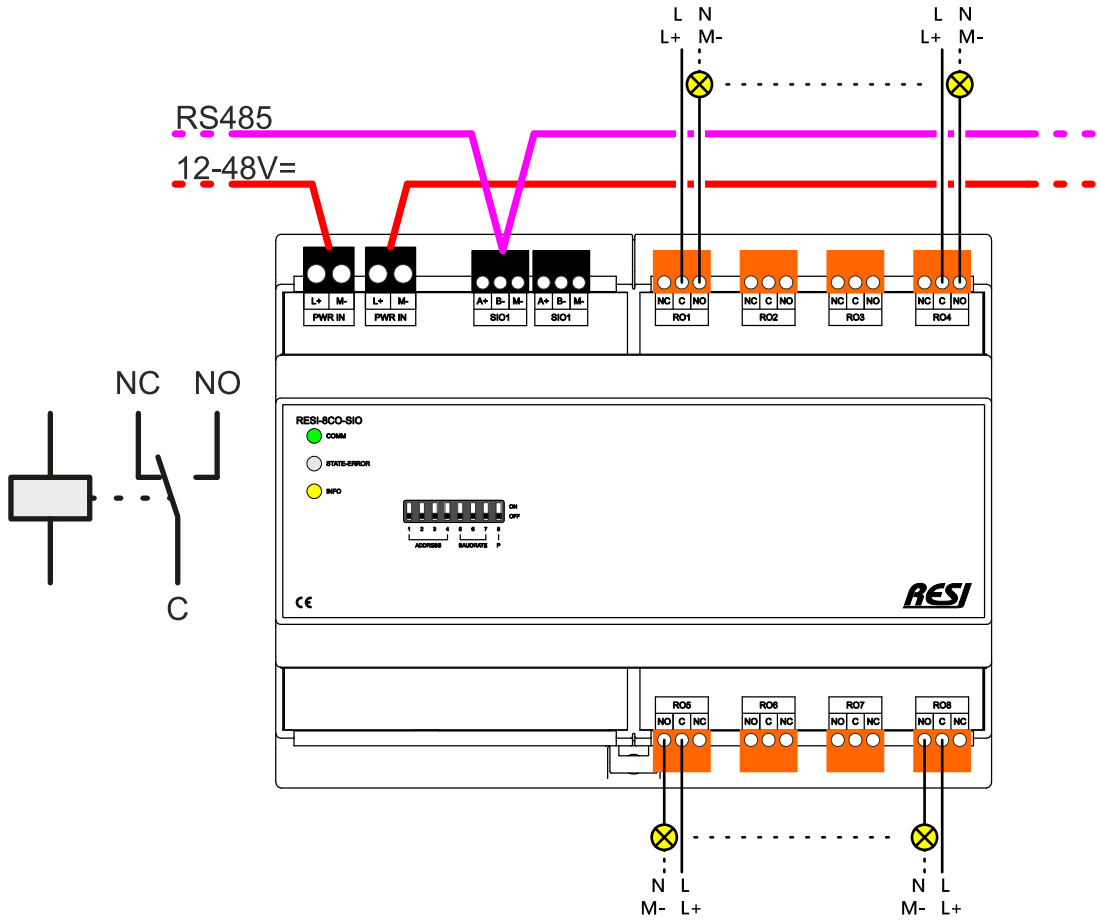 L N L N
L+ M- L+ M-
RS485
12-48V=
L+ M- L+ M- A+ B- M- A+ B- M- NC C NO NC C NO NC C NO NC C NO
PWR IN PWR IN SIO1 SIO1 RO1 RO2 RO3 RO4
NC NO
C
RESI-8CO-SIO
COMM
STATE-ERROR
INFO
ON
OFF
1 2 3 4 5 6 7 8
ADDRESS BAUDRATE P
CE
RESI
RO5 RO6 RO7 RO8
NO C NC NO C NC NO C NC NO C NC
N L N L
M- L+ M- L+